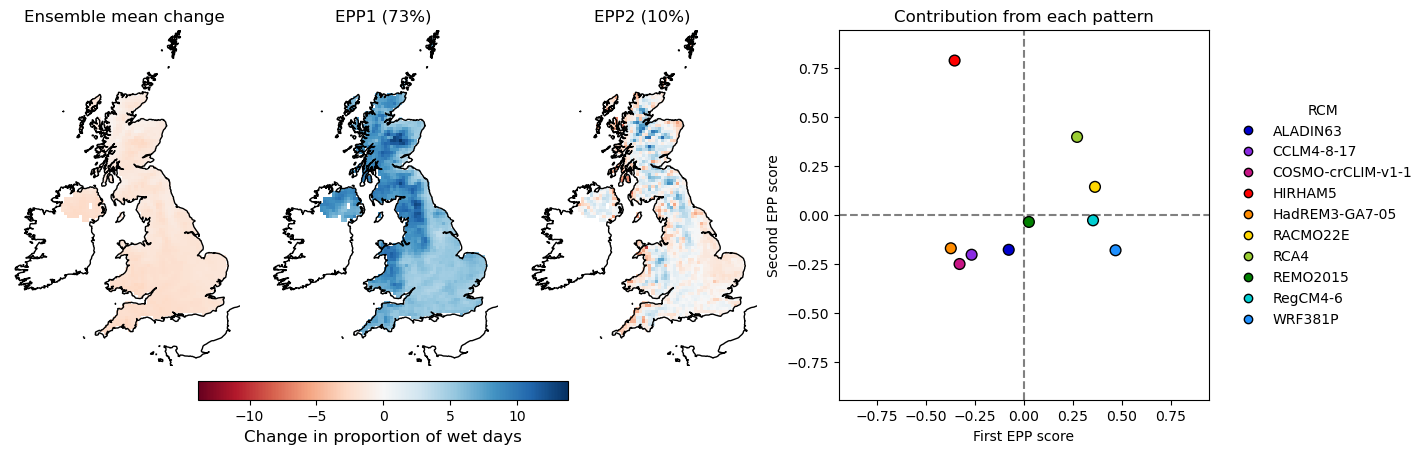 Ensemble mean change
EPP1 (73%)
EPP2 (10%)
Contribution from each pattern
−10 −5 0 5 10
Change in proportion of wet days
Second EPP score
0.75
0.50
0.25
0.00
−0.25
−0.50
−0.75
−0.75 −0.50 −0.25 0.00 0.25 0.50 0.75
First EPP score
RCM
ALADIN63
CCLM4-8-17
COSMO-crCLIM-v1-1
HIRHAM5
HadREM3-GA7-05
RACMO22E
RCA4
REMO2015
RegCM4-6
WRF381P